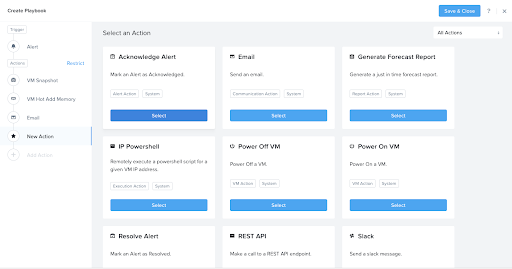 Create Playbook
Save & Close
?
×
Trigger
Alert
Actions
Restrict
VM Snapshot
VM Hot Add Memory
Email
New Action
Add Action
Select an Action
All Actions
Acknowledge Alert
Mark an Alert as Acknowledged.
Alert Action
System
Select
Email
Send an email.
Communication Action
System
Select
Generate Forecast Report
Generate a just in time forecast report.
Report Action
System
Select
IP Powershell
Remotely execute a powershell script for a
given VM IP address.
Execution Action
System
Select
Power Off VM
Power Off a VM.
VM Action
System
Select
Power On VM
Power On a VM.
VM Action
System
Select
Resolve Alert
Mark an Alert as Resolved.
REST API
Make a call to a REST API endpoint.
Slack
Send a slack message.